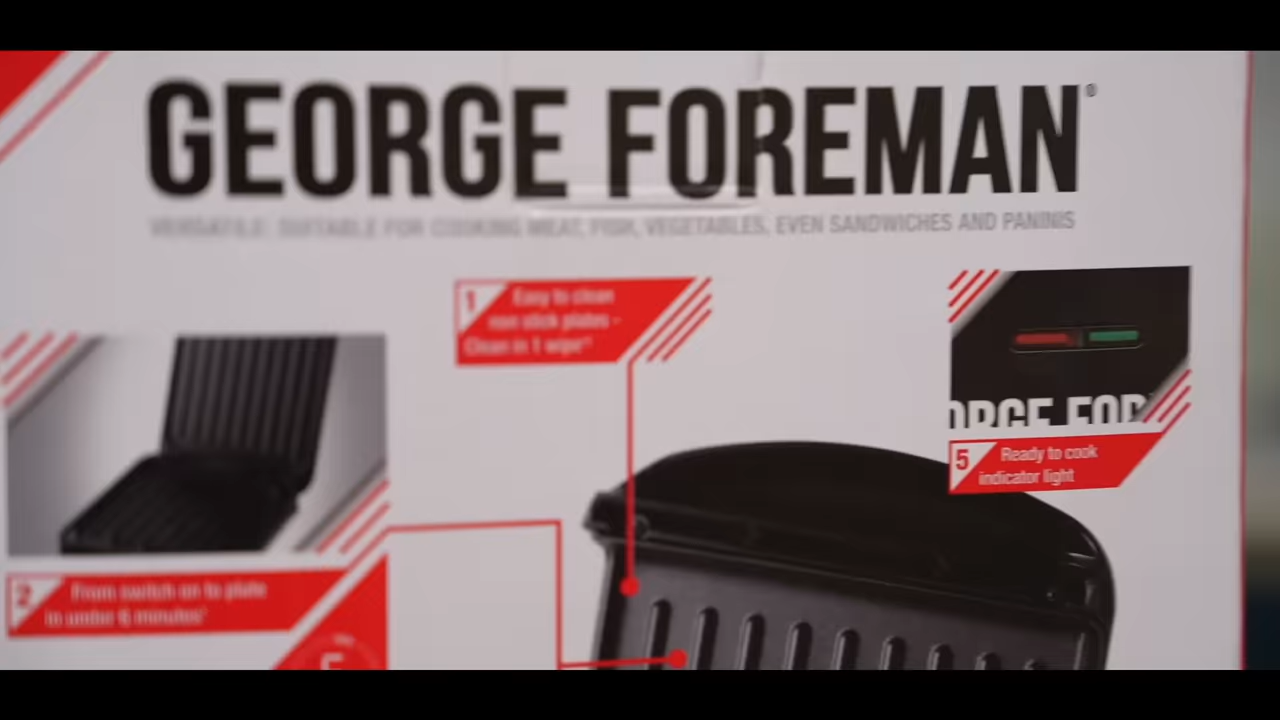 GEORGE FOREMAN®
VERSATILE: SUITABLE FOR COOKING MEAT, FISH, VEGETABLES, EVEN SANDWICHES AND PANINIS
1 Easy to clean
non stick plates -
Clean in 1 wipe
ORGE FOR
5 Ready to cook
indicator light
2 From switch on to plate
in under 6 minutes